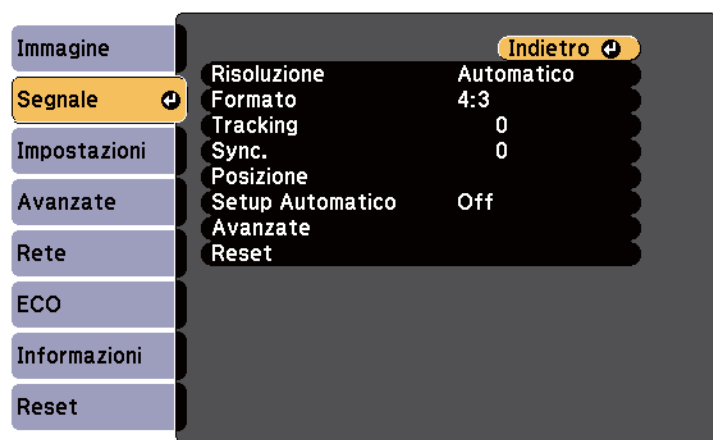 Immagine
Segnale
Impostazioni
Avanzate
Rete
ECO
Informazioni
Reset
Indietro
Risoluzione Automatico
Formato 4:3
Tracking 0
Sync. 0
Posizione
Setup Automatico Off
Avanzate
Reset